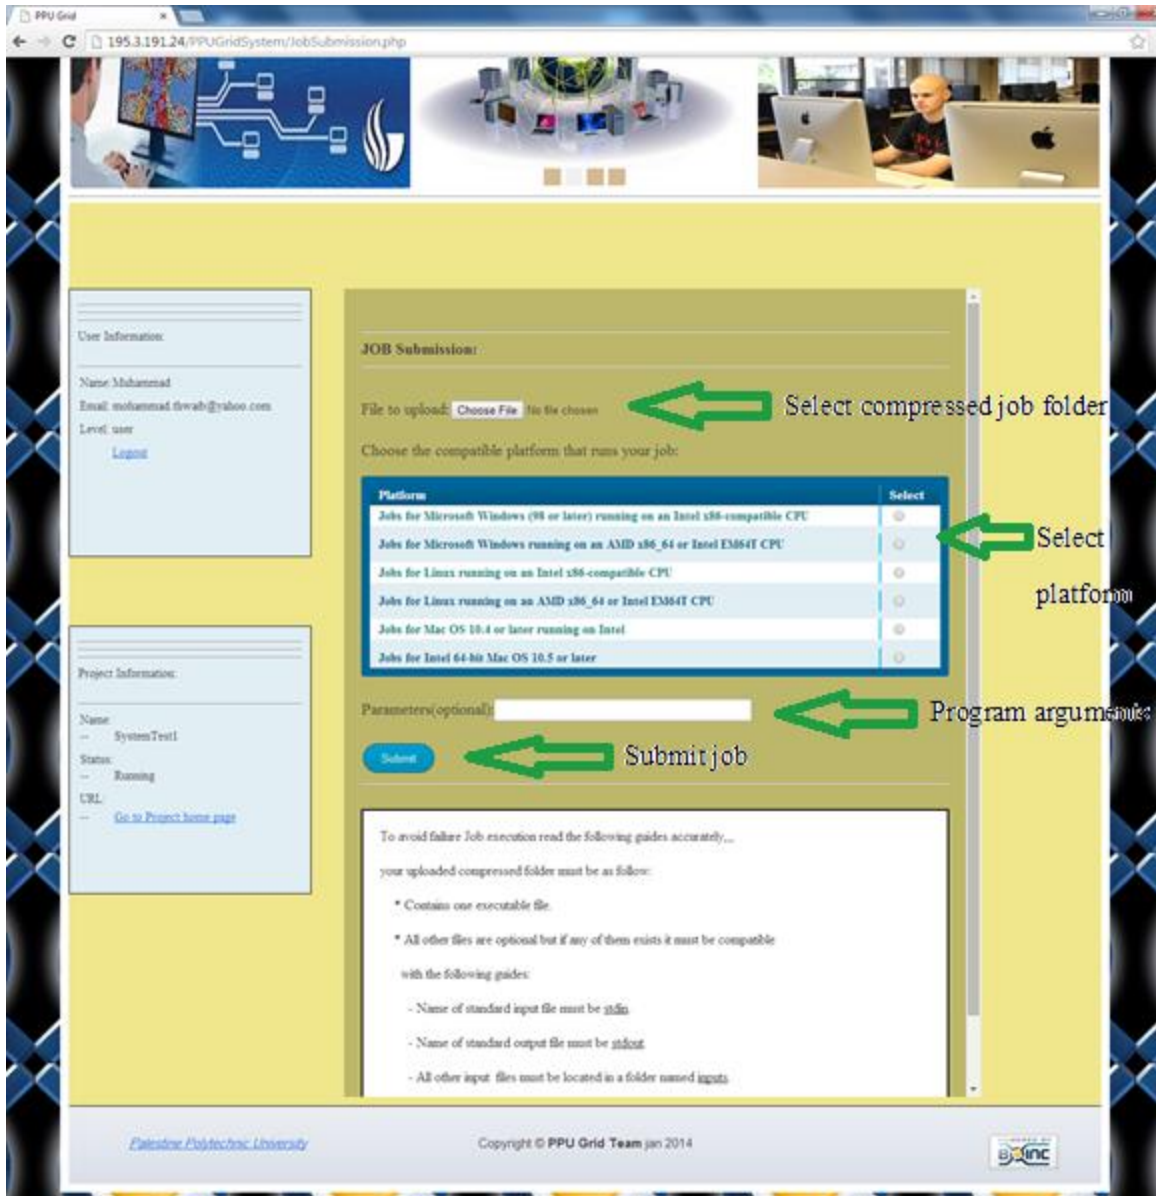 PPU Grid
195.3.191.24/PPUGridSystem/JobSubmission.php
User Information:
Name: Muhammad
Email: mohammad.thwaib@yahoo.com
Level: user
Logout
Project Information:
Name:
-- SystemTest1
Status:
-- Running
URL:
-- Go to Project home page
JOB Submission:
File to upload: Choose File No file chosen
Select compressed job folder
Choose the compatible platform that runs your job:
Platform Select
Jobs for Microsoft Windows (98 or later) running on an Intel x86-compatible CPU
Jobs for Microsoft Windows running on an AMD x86_64 or Intel EM64T CPU
Jobs for Linux running on an Intel x86-compatible CPU
Jobs for Linux running on an AMD x86_64 or Intel EM64T CPU
Jobs for Mac OS 10.4 or later running on Intel
Jobs for Intel 64-bit Mac OS 10.5 or later
Select
platform
Parameters(optional):
Program arguments
Submit
Submit job
To avoid failure Job execution read the following guides accurately,,,
your uploaded compressed folder must be as follow:
* Contains one executable file.
* All other files are optional but if any of them exists it must be compatible
with the following guides:
- Name of standard input file must be stdin.
- Name of standard output file must be stdout.
- All other input files must be located in a folder named inputs.
Palestine Polytechnic University
Copyright © PPU Grid Team jan 2014
BOINC